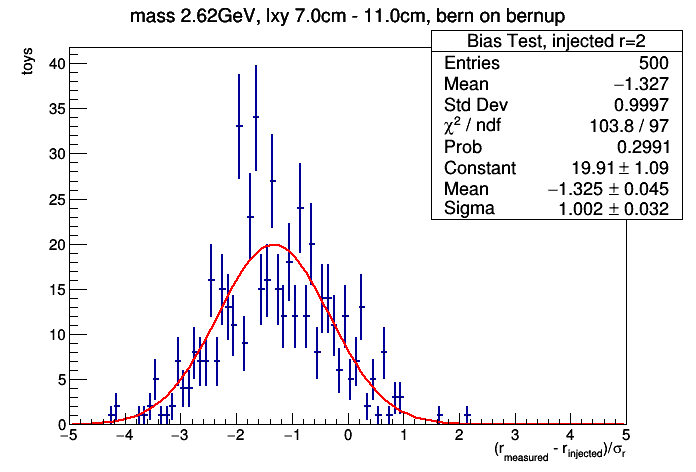 mass 2.62GeV, lxy 7.0cm - 11.0cm, bern on bernup
Bias Test, injected r=2
Entries 500
Mean −1.327
Std Dev 0.9997
χ² / ndf 103.8 / 97
Prob 0.2991
Constant 19.91 ± 1.09
Mean −1.325 ± 0.045
Sigma 1.002 ± 0.032
toys
40
35
30
25
20
15
10
5
0
−5 −4 −3 −2 −1 0 1 2 3 4 5
(r_measured - r_injected)/σ_r